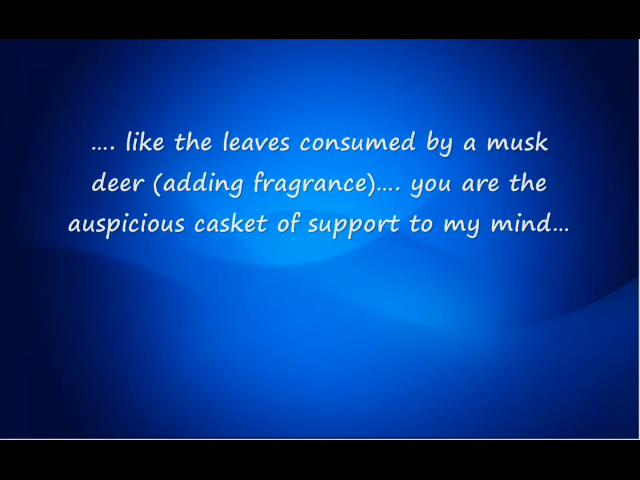 .... like the leaves consumed by a musk
deer (adding fragrance).... you are the
auspicious casket of support to my mind...